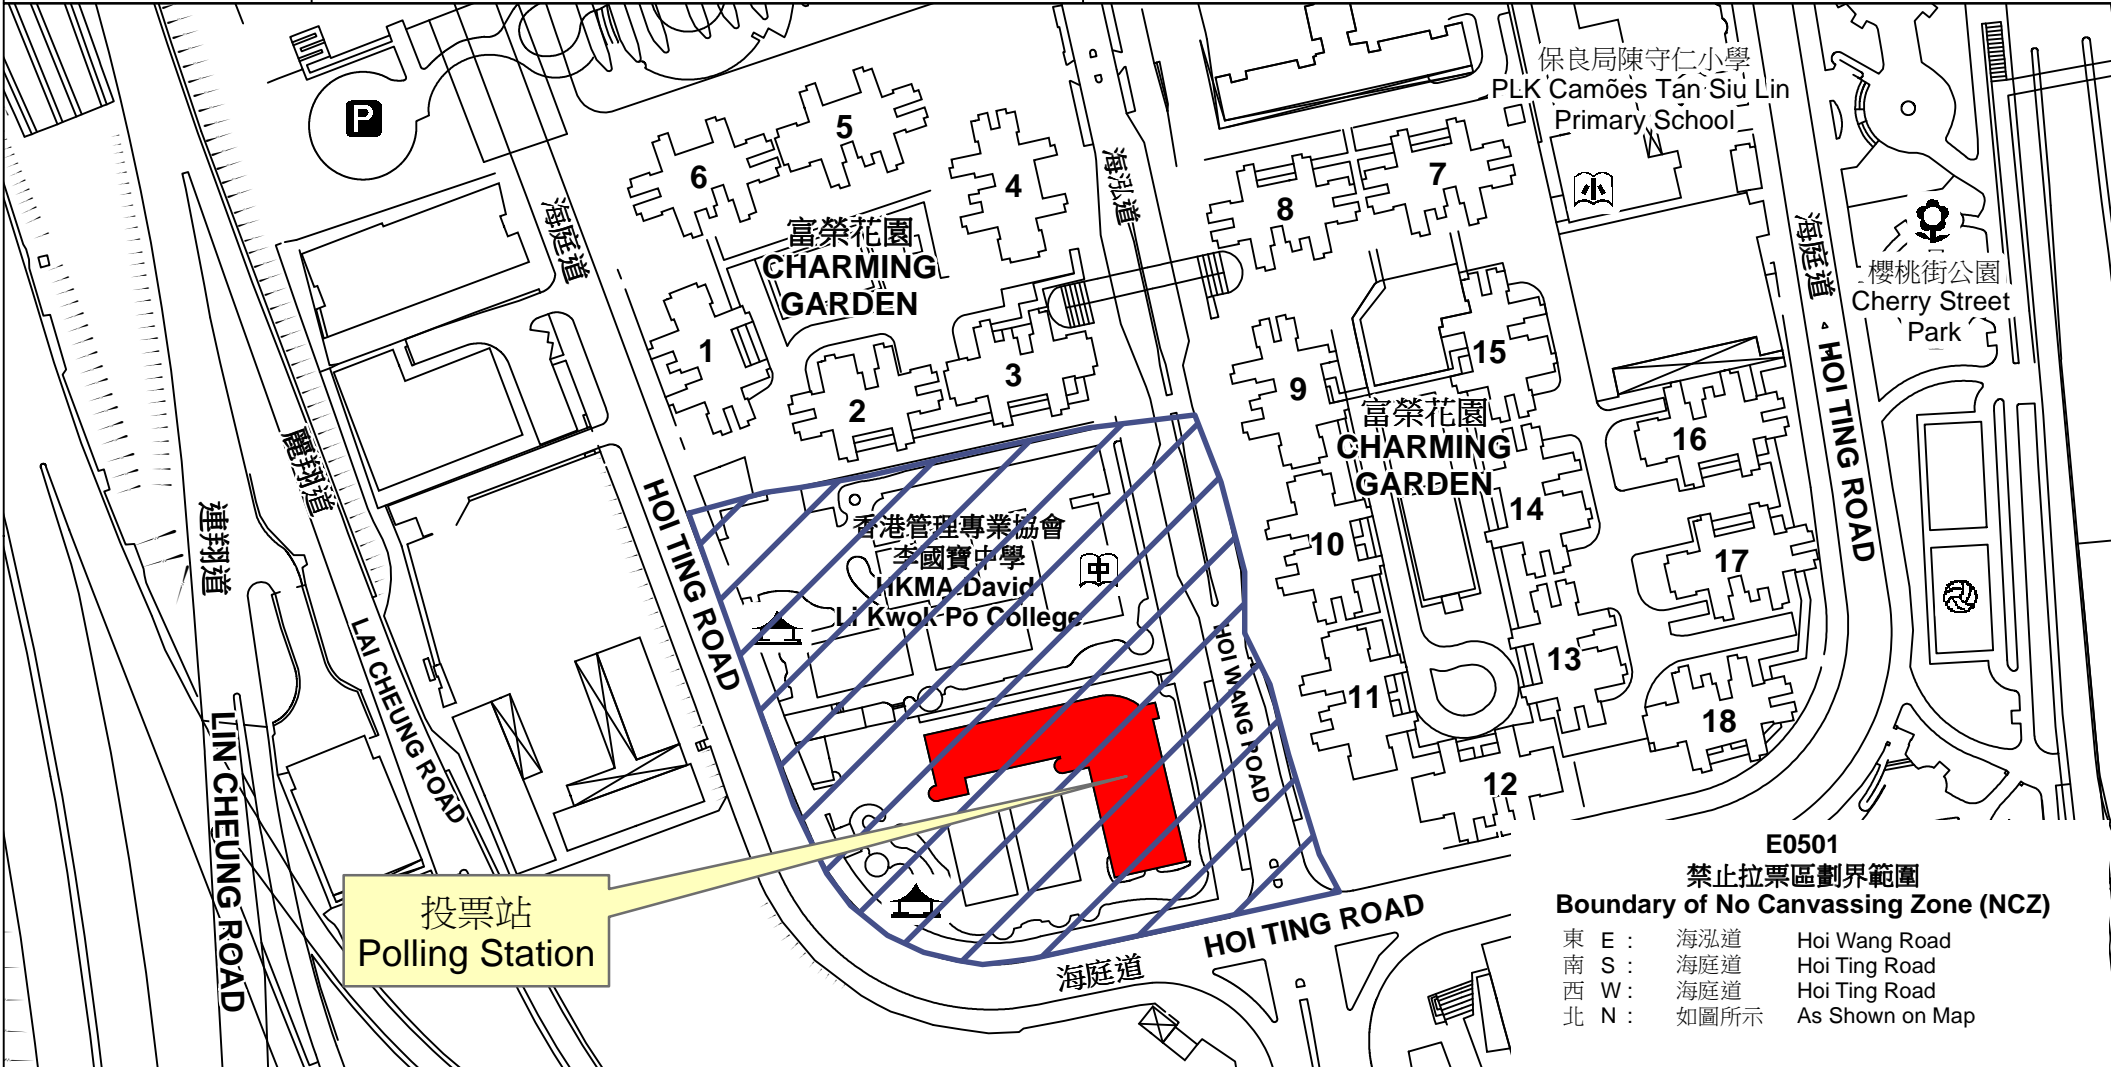 保良局陳守仁小學
PLK Camões Tan Siu Lin
Primary School
P
5
6
4
7
8
海泓道
海庭道
海庭道
富榮花園
CHARMING
GARDEN
小
櫻桃街公園
Cherry Street
Park
1
2
3
9
15
富榮花園
CHARMING
GARDEN
16
HOI TING ROAD
麗翔道
連翔道
HOI TING ROAD
香港管理專業協會
李國寶中學
HKMA David
Li Kwok Po College
中
10
14
17
LAI CHEUNG ROAD
LIN CHEUNG ROAD
HOI WANG ROAD
11
13
18
12
投票站
Polling Station
海庭道
HOI TING ROAD
E0501
禁止拉票區劃界範圍
Boundary of No Canvassing Zone (NCZ)
東 E : 海泓道 Hoi Wang Road
南 S : 海庭道 Hoi Ting Road
西 W : 海庭道 Hoi Ting Road
北 N : 如圖所示 As Shown on Map